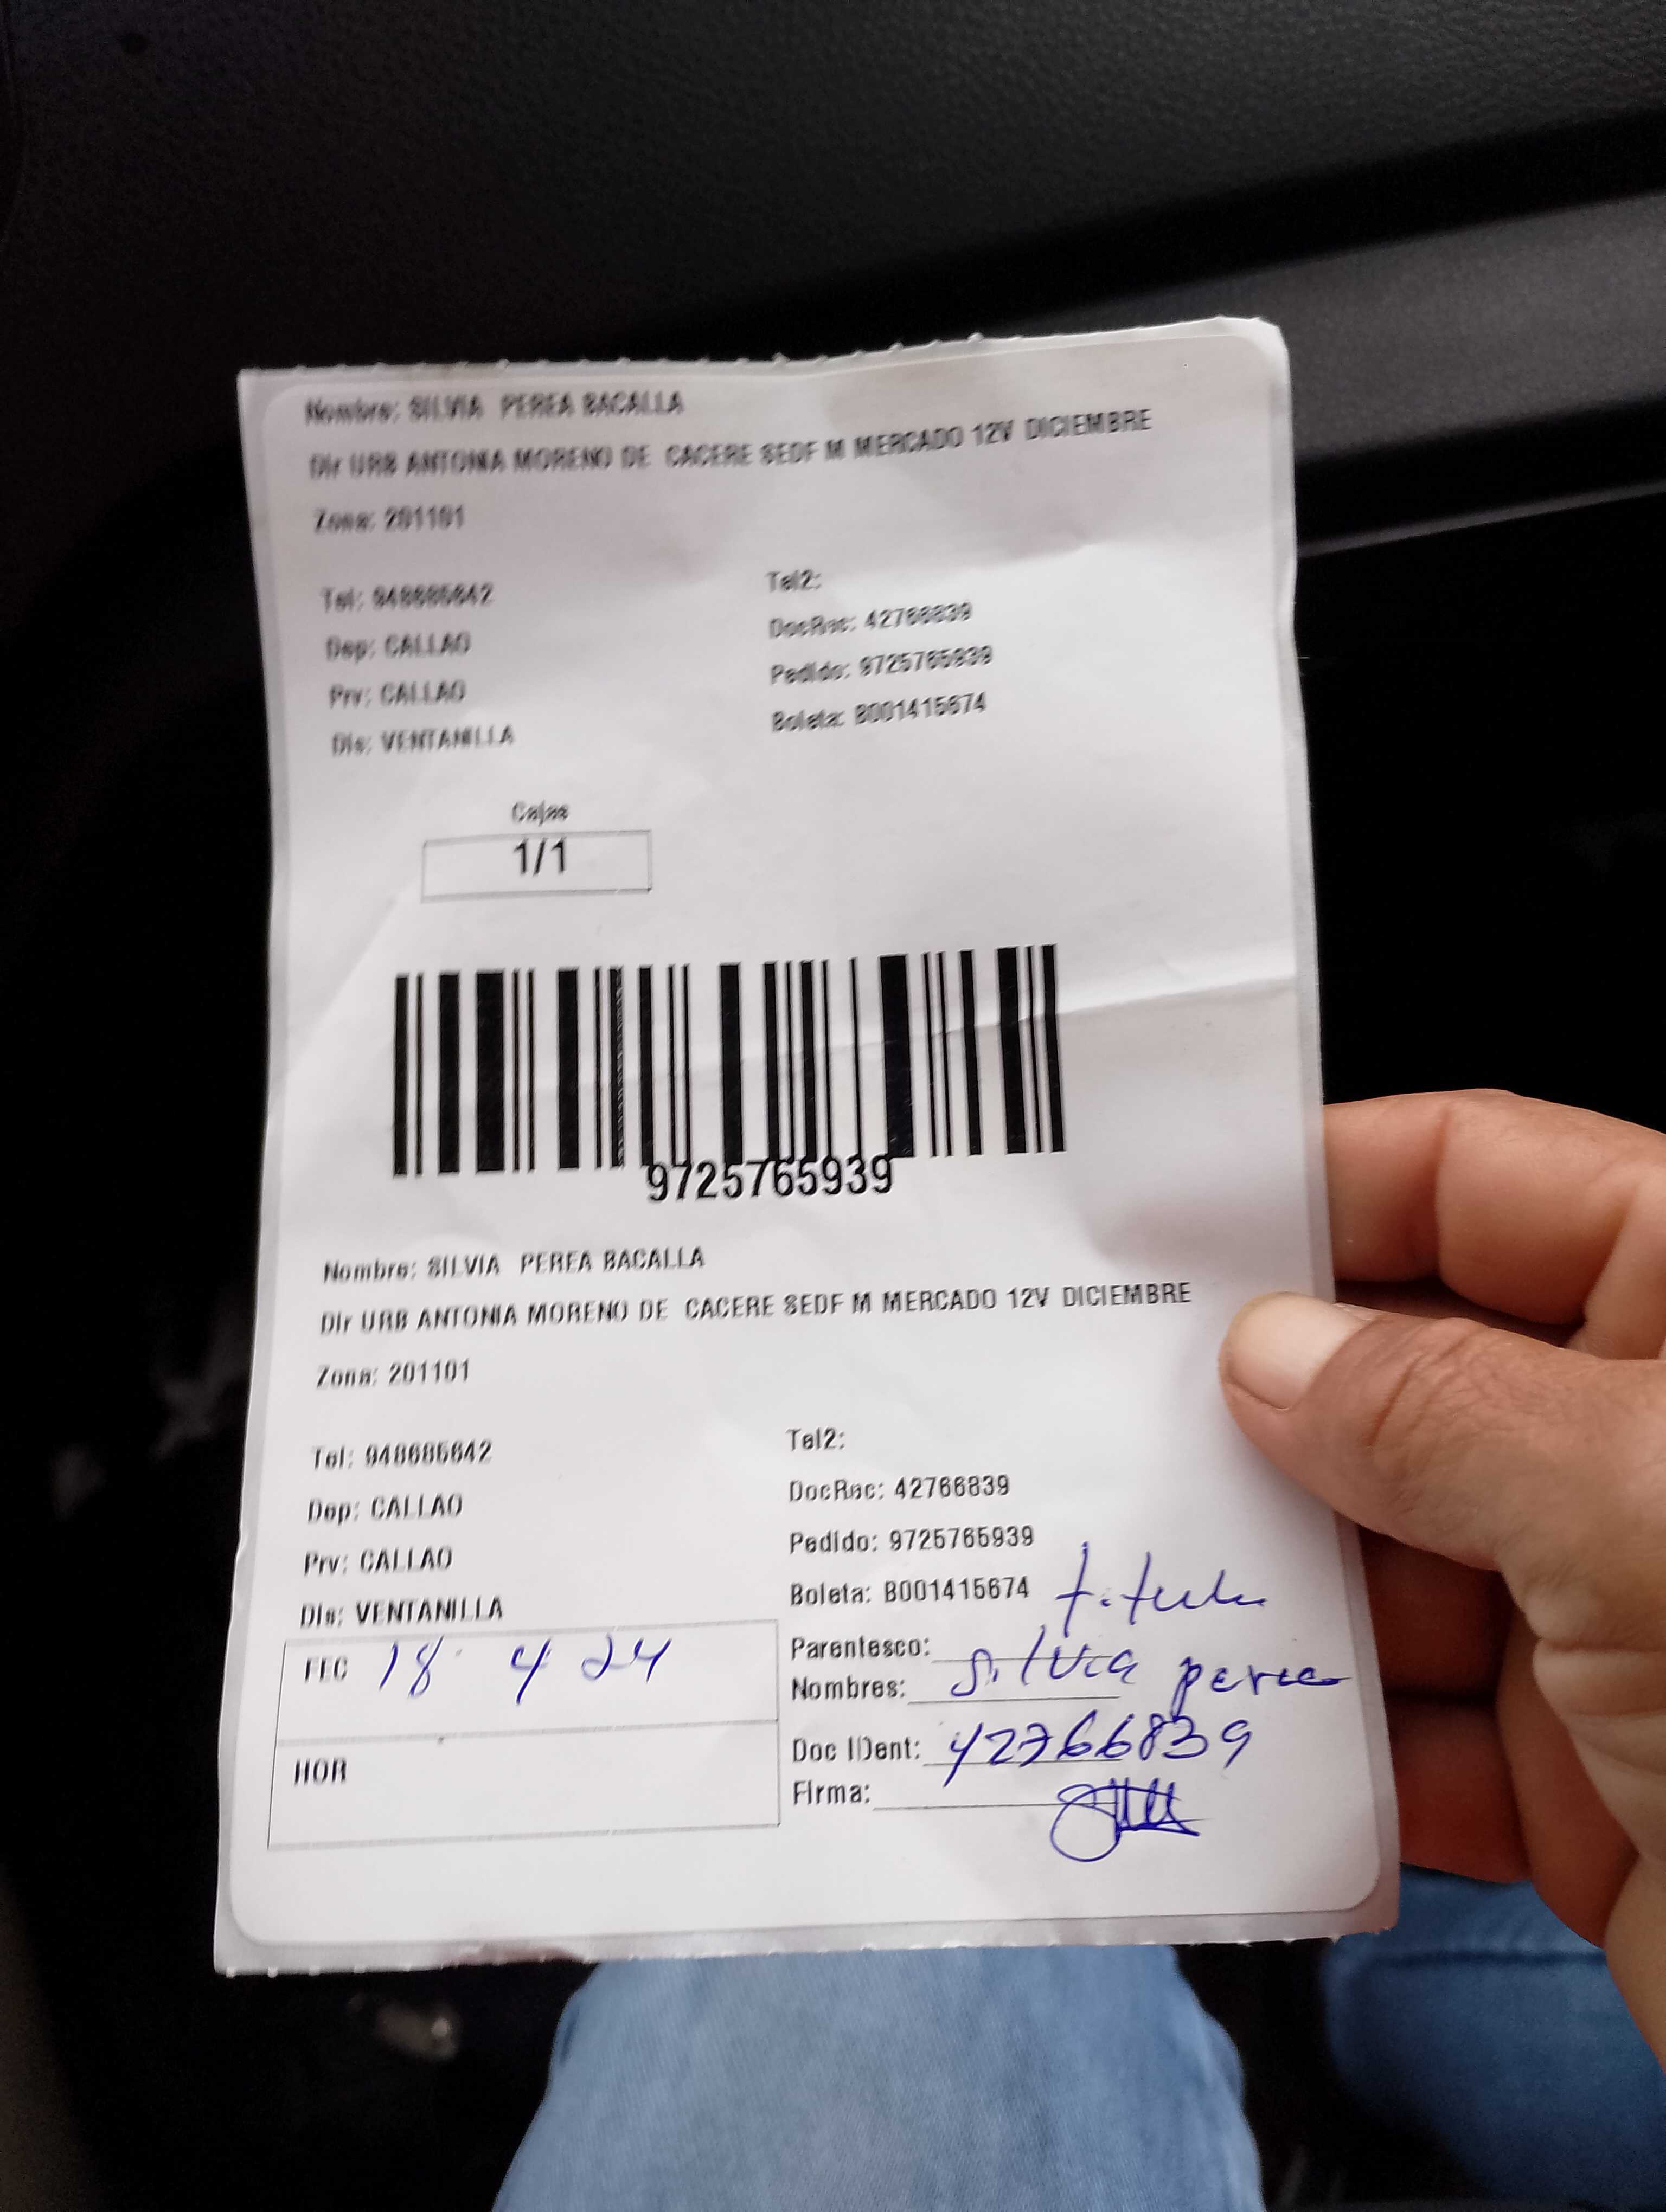 Nombre: SILVIA PEREA BACALLA
Dir URB ANTONIA MORENO DE CACERE SEDF M MERCADO 12V DICIEMBRE
Zona: 201101
Tel: 948685642
Tel2:
Dep: CALLAO
DocRec: 42766839
Prv: CALLAO
Pedido: 9725765939
Dis: VENTANILLA
Boleta: B001415674
Cajas
1/1
9725765939
Nombre: SILVIA PEREA BACALLA
Dir URB ANTONIA MORENO DE CACERE SEDF M MERCADO 12V DICIEMBRE
Zona: 201101
Tel: 948685642
Tel2:
Dep: CALLAO
DocRec: 42766839
Prv: CALLAO
Pedido: 9725765939
Dis: VENTANILLA
Boleta: B001415674
FEC 18 4 24
HOR
Parentesco: titular
Nombres: Silvia perea
Doc IDent: 42766839
Firma: